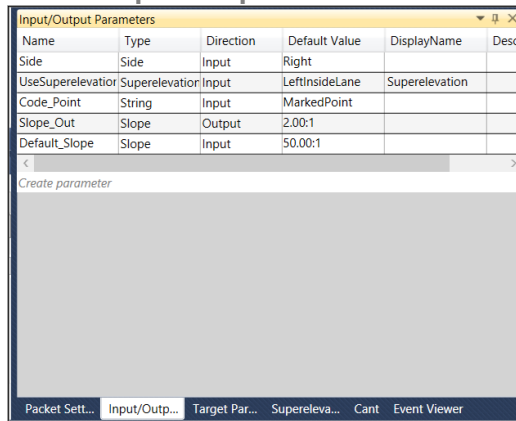 Input/Output Parameters
Name Type Direction Default Value DisplayName Desc
Side Side Input Right
UseSuperelevation Superelevation Input LeftInsideLane Superelevation
Code_Point String Input MarkedPoint
Slope_Out Slope Output 2.00:1
Default_Slope Slope Input 50.00:1
Create parameter
Packet Sett... Input/Outp... Target Par... Supereleva... Cant Event Viewer